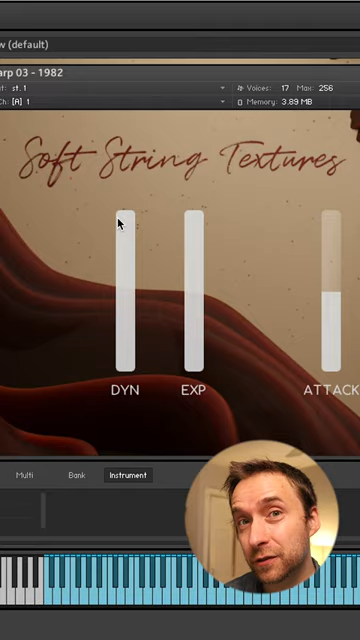 w (default)
arp 03 - 1982
ut: st. 1
Voices: 17 Max: 256
Ch: [A] 1
Memory: 3.89 MB
Soft String Textures
DYN EXP ATTACK
Multi Bank Instrument